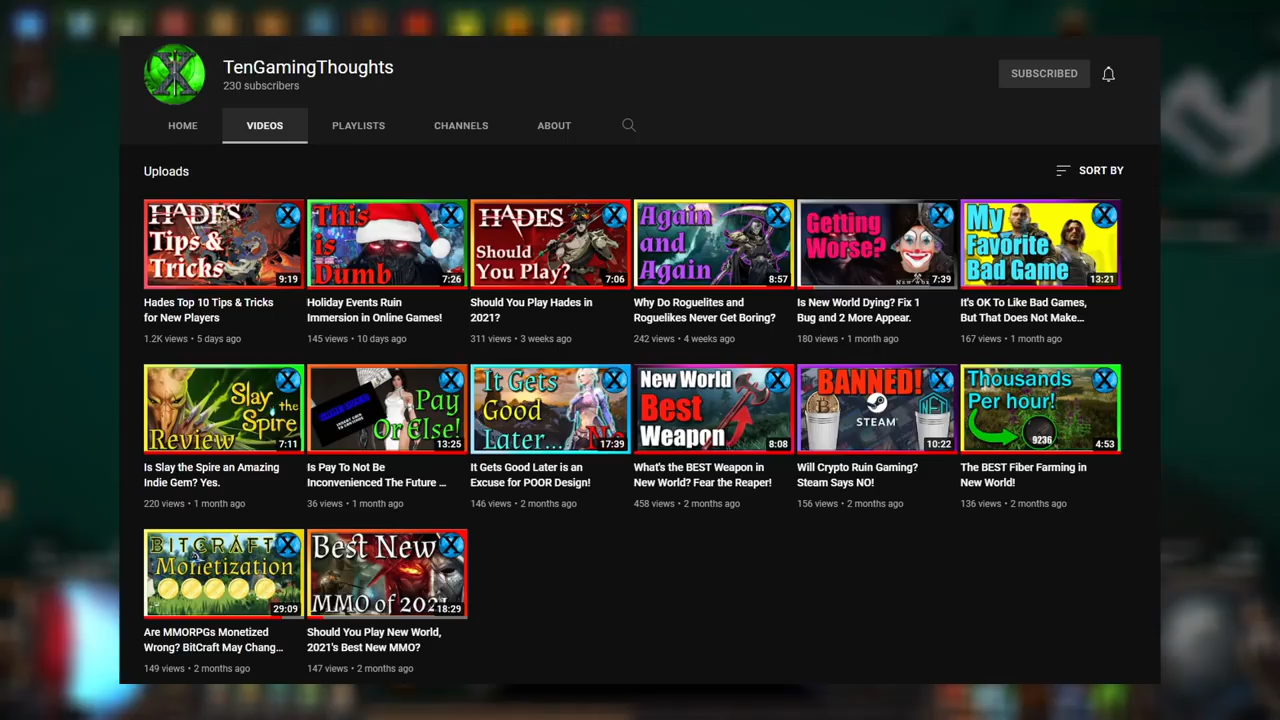 TenGamingThoughts
230 subscribers
SUBSCRIBED
HOME
VIDEOS
PLAYLISTS
CHANNELS
ABOUT
Uploads
SORT BY
HADES
Tips &
Tricks
9:19
This
is
Dumb
7:26
HADES
Should
You Play?
7:06
Again
and
Again
8:57
Getting
Worse?
7:39
My
Favorite
Bad Game
13:21
Hades Top 10 Tips & Tricks
for New Players
1.2K views • 5 days ago
Holiday Events Ruin
Immersion in Online Games!
145 views • 10 days ago
Should You Play Hades in
2021?
311 views • 3 weeks ago
Why Do Roguelites and
Roguelikes Never Get Boring?
242 views • 4 weeks ago
Is New World Dying? Fix 1
Bug and 2 More Appear.
180 views • 1 month ago
It's OK To Like Bad Games,
But That Does Not Make...
167 views • 1 month ago
Slay
the
Spire
Review
7:11
Pay
Or Else!
13:25
It Gets
Good
Later...
17:39
New World
Best
Weapon
8:08
BANNED!
STEAM
10:22
Thousands
Per hour!
9236
4:53
Is Slay the Spire an Amazing
Indie Gem? Yes.
220 views • 1 month ago
Is Pay To Not Be
Inconvenienced The Future ...
36 views • 1 month ago
It Gets Good Later is an
Excuse for POOR Design!
146 views • 2 months ago
What's the BEST Weapon in
New World? Fear the Reaper!
458 views • 2 months ago
Will Crypto Ruin Gaming?
Steam Says NO!
156 views • 2 months ago
The BEST Fiber Farming in
New World!
136 views • 2 months ago
BITCRAFT
Monetization
29:09
Best New
MMO of 2021
18:29
Are MMORPGs Monetized
Wrong? BitCraft May Chang...
149 views • 2 months ago
Should You Play New World,
2021's Best New MMO?
147 views • 2 months ago